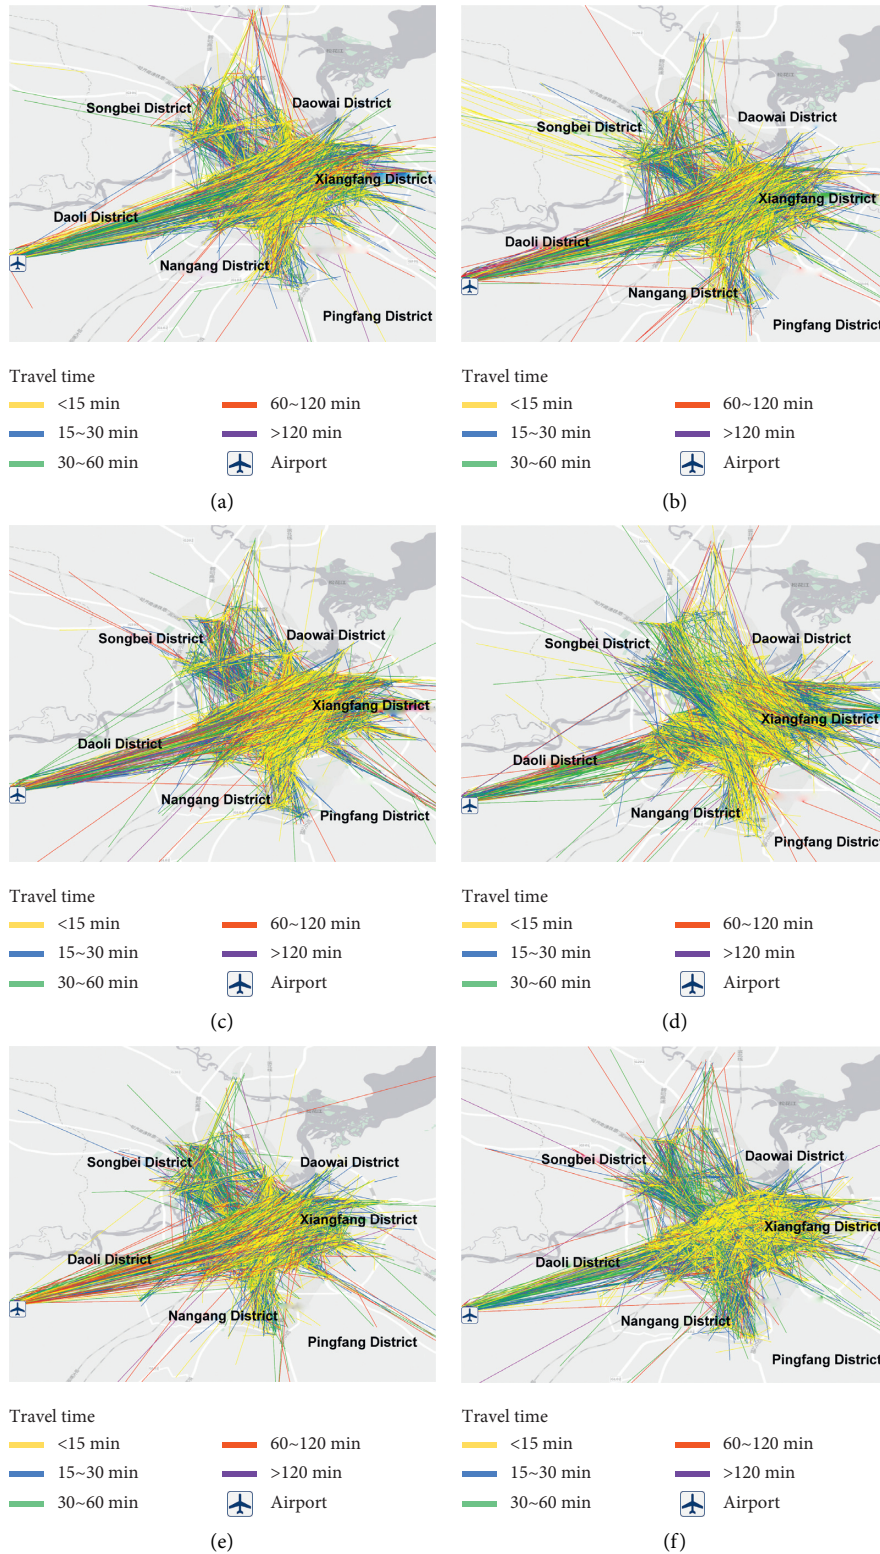 Songbei District
Daowai District
Xiangfang District
Daoli District
Nangang District
Pingfang District
Travel time
<15 min
60~120 min
15~30 min
>120 min
30~60 min
Airport
(a)
Songbei District
Daowai District
Xiangfang District
Daoli District
Nangang District
Pingfang District
Travel time
<15 min
60~120 min
15~30 min
>120 min
30~60 min
Airport
(b)
Songbei District
Daowai District
Xiangfang District
Daoli District
Nangang District
Pingfang District
Travel time
<15 min
60~120 min
15~30 min
>120 min
30~60 min
Airport
(c)
Songbei District
Daowai District
Xiangfang District
Daoli District
Nangang District
Pingfang District
Travel time
<15 min
60~120 min
15~30 min
>120 min
30~60 min
Airport
(d)
Songbei District
Daowai District
Xiangfang District
Daoli District
Nangang District
Pingfang District
Travel time
<15 min
60~120 min
15~30 min
>120 min
30~60 min
Airport
(e)
Songbei District
Daowai District
Xiangfang District
Daoli District
Nangang District
Pingfang District
Travel time
<15 min
60~120 min
15~30 min
>120 min
30~60 min
Airport
(f)